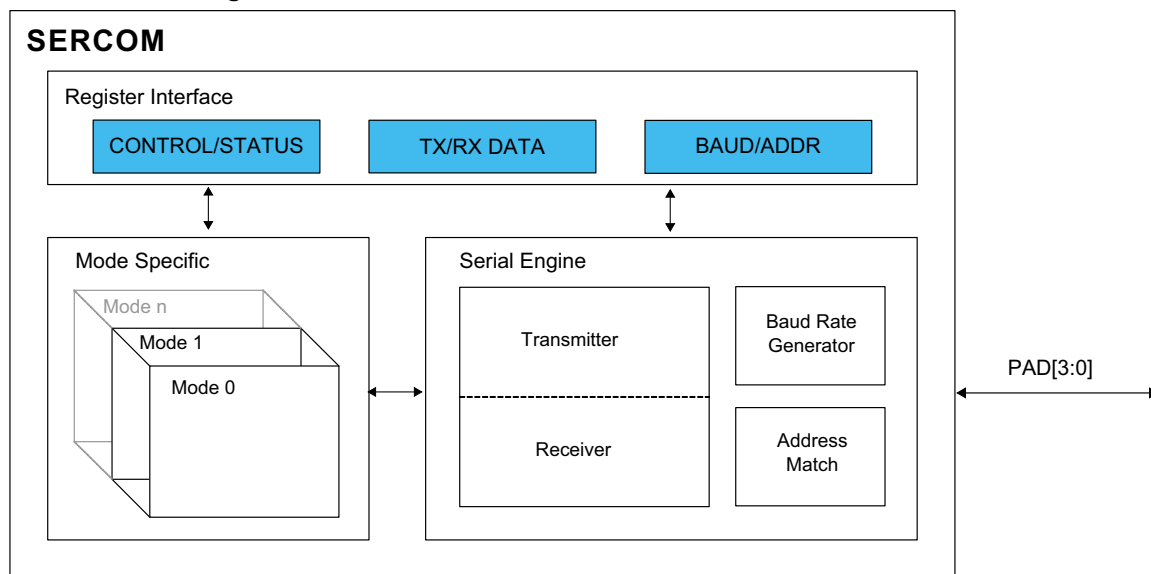 SERCOM
Register Interface
CONTROL/STATUS
TX/RX DATA
BAUD/ADDR
Mode Specific
Mode n
Mode 1
Mode 0
Serial Engine
Transmitter
Receiver
Baud Rate
Generator
Address
Match
PAD[3:0]